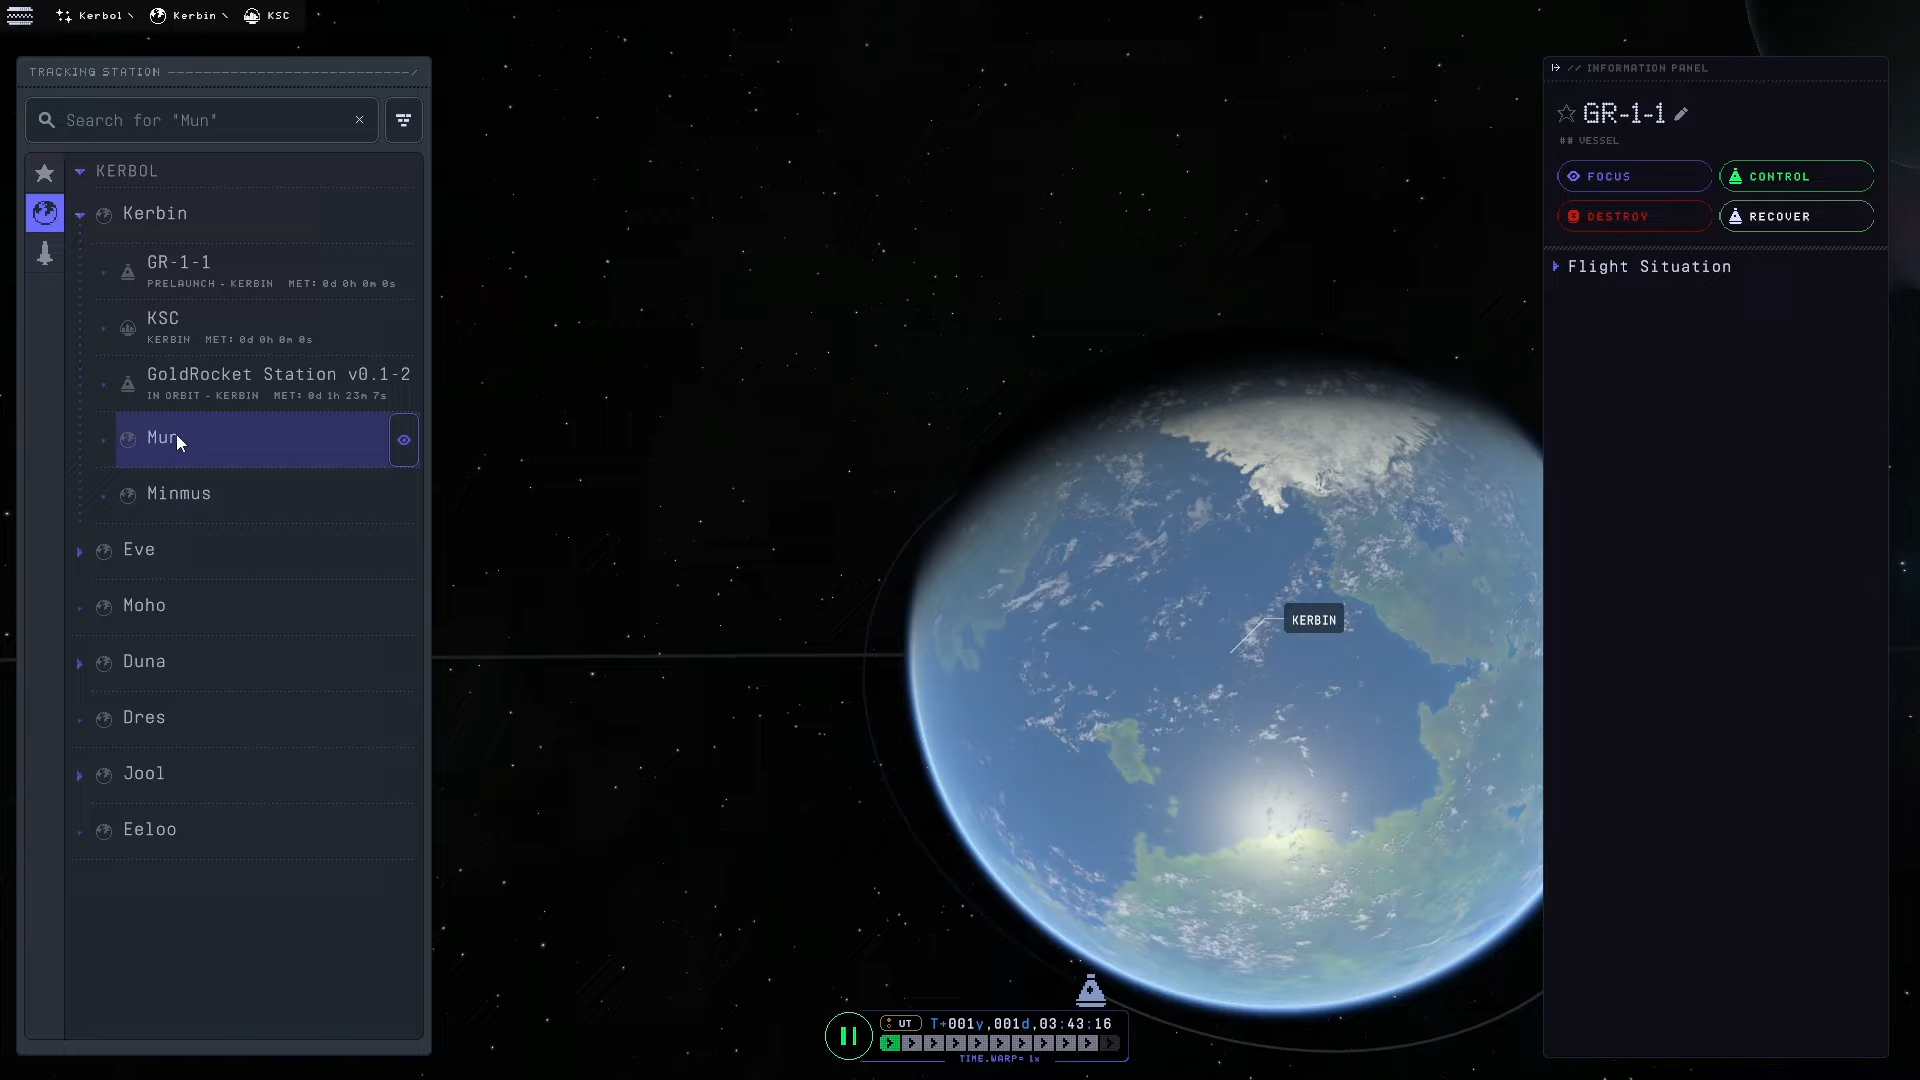 Kerbol \ Kerbin \ KSC
TRACKING STATION
Search for "Mun"
KERBOL
Kerbin
GR-1-1
PRELAUNCH - KERBIN MET: 0d 0h 0m 0s
KSC
KERBIN MET: 0d 0h 0m 0s
GoldRocket Station v0.1-2
IN ORBIT - KERBIN MET: 0d 1h 23m 7s
Mun
Minmus
Eve
Moho
Duna
Dres
Jool
Eeloo
KERBIN
UT T+001y,001d,03:43:16
TIME.WARP= 1x
// INFORMATION PANEL
GR-1-1
## VESSEL
FOCUS
CONTROL
DESTROY
RECOVER
Flight Situation